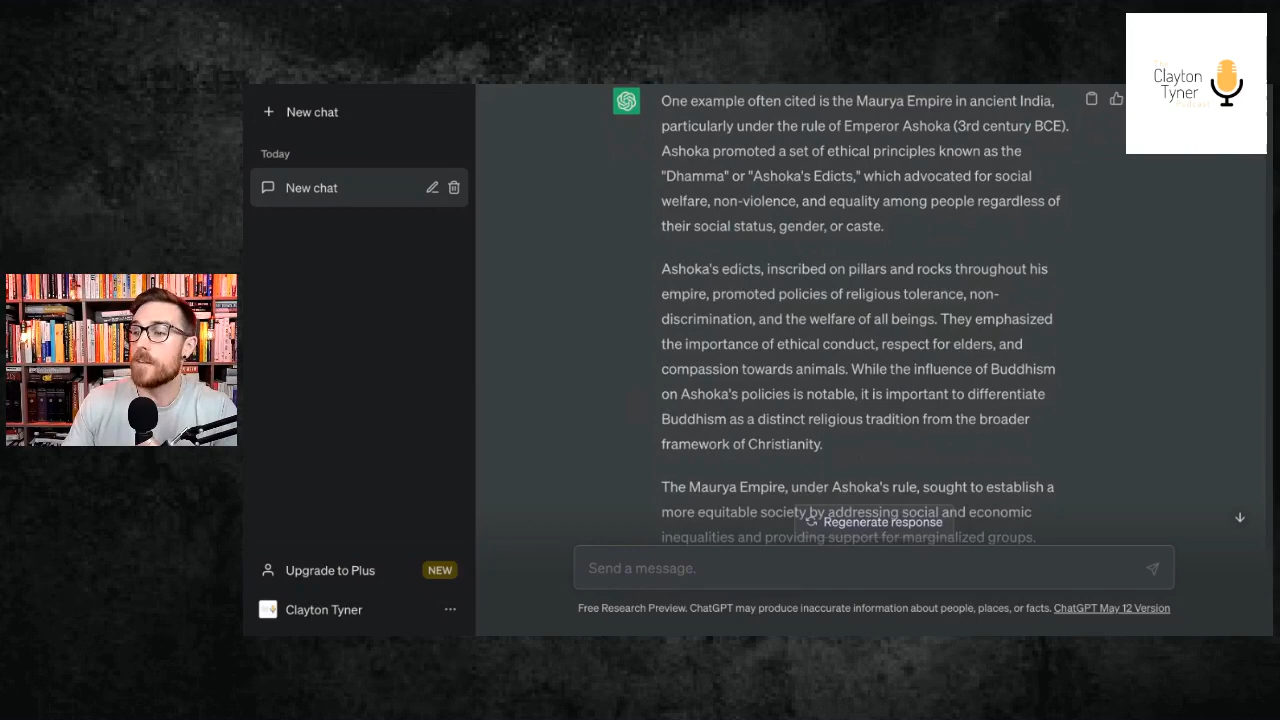 The
Clayton
Tyner
Podcast
New chat
Today
New chat
Upgrade to Plus
NEW
Clayton Tyner
One example often cited is the Maurya Empire in ancient India,
particularly under the rule of Emperor Ashoka (3rd century BCE).
Ashoka promoted a set of ethical principles known as the
"Dhamma" or "Ashoka's Edicts," which advocated for social
welfare, non-violence, and equality among people regardless of
their social status, gender, or caste.
Ashoka's edicts, inscribed on pillars and rocks throughout his
empire, promoted policies of religious tolerance, non-
discrimination, and the welfare of all beings. They emphasized
the importance of ethical conduct, respect for elders, and
compassion towards animals. While the influence of Buddhism
on Ashoka's policies is notable, it is important to differentiate
Buddhism as a distinct religious tradition from the broader
framework of Christianity.
The Maurya Empire, under Ashoka's rule, sought to establish a
more equitable society by addressing social and economic
Regenerate response
inequalities and providing support for marginalized groups.
Send a message.
Free Research Preview. ChatGPT may produce inaccurate information about people, places, or facts. ChatGPT May 12 Version